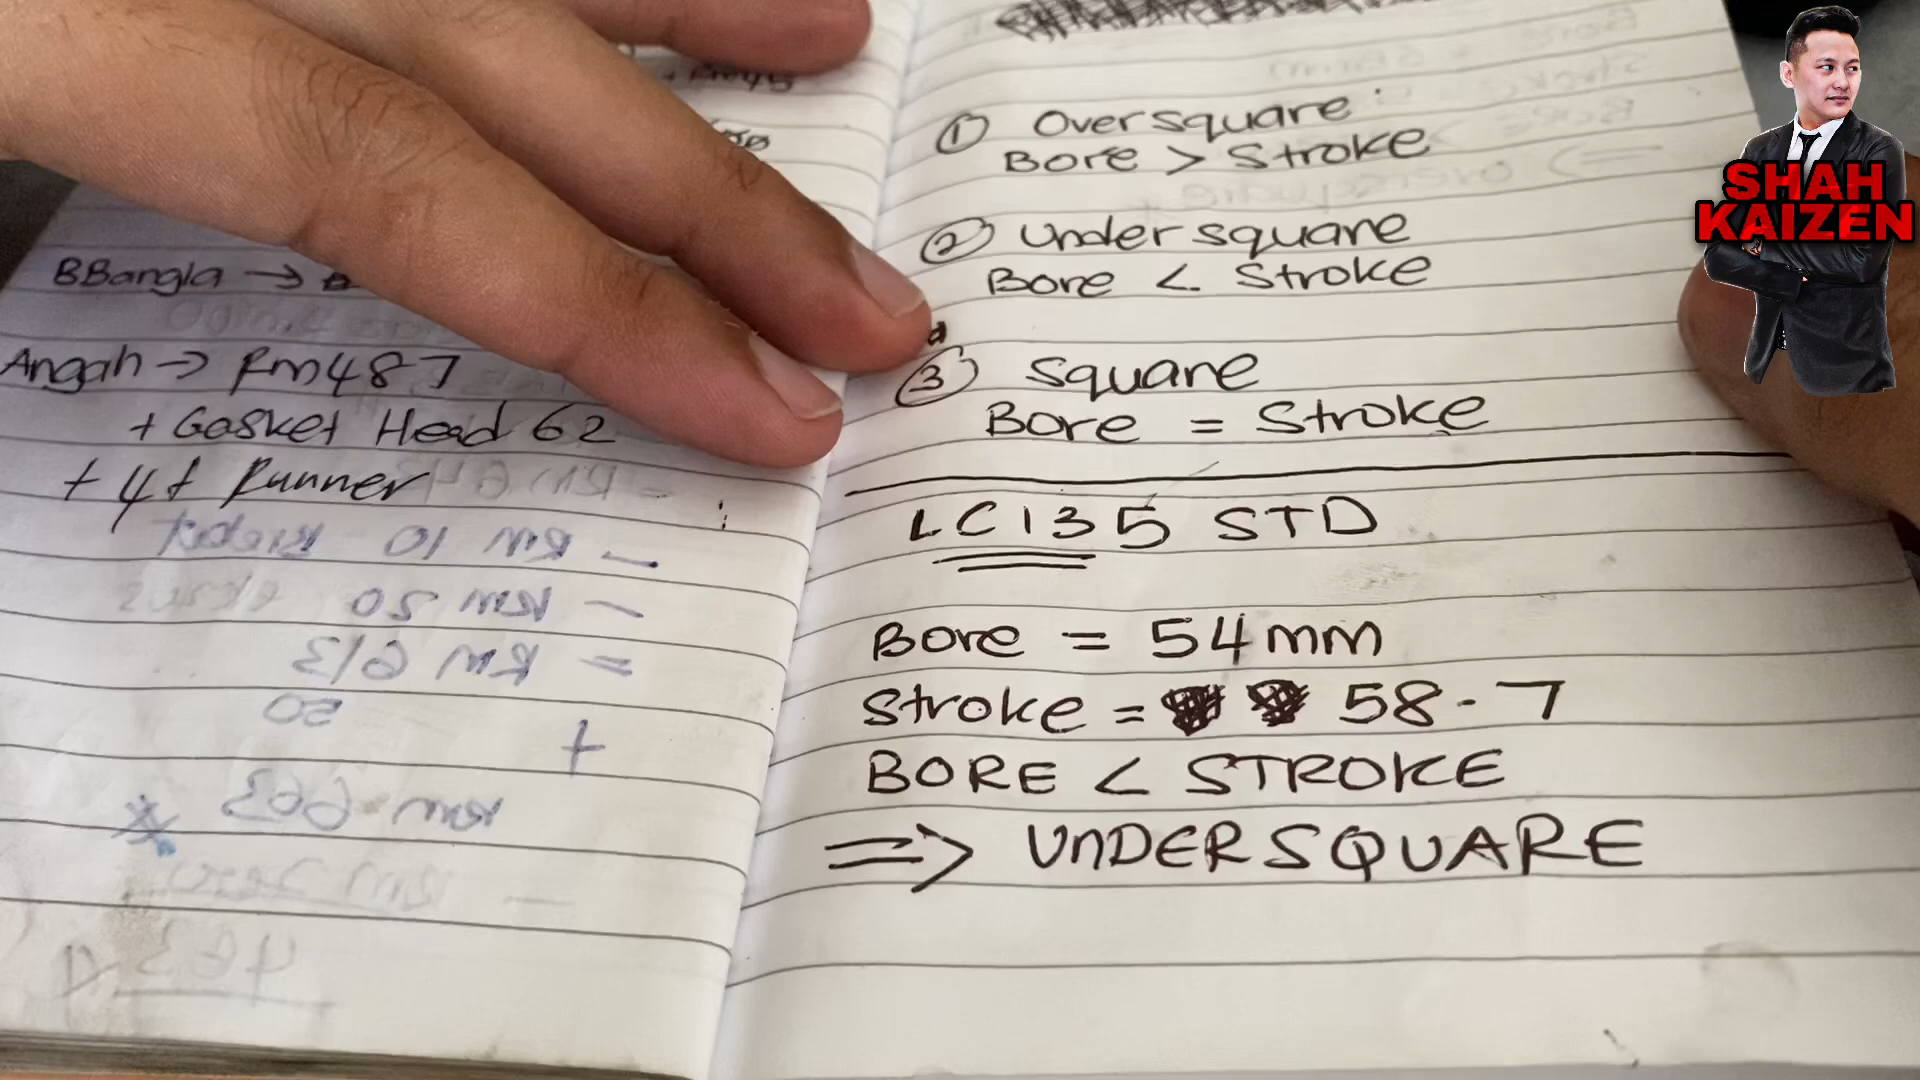 BBangla →
Angah → RM487
+ Gasket Head 62
+ 4t Runner
① Oversquare
Bore > Stroke
② Undersquare
Bore < Stroke
③ Square
Bore = Stroke
LC135 STD
Bore = 54mm
Stroke = 58.7
BORE < STROKE
⇒ UNDERSQUARE
SHAH
KAIZEN